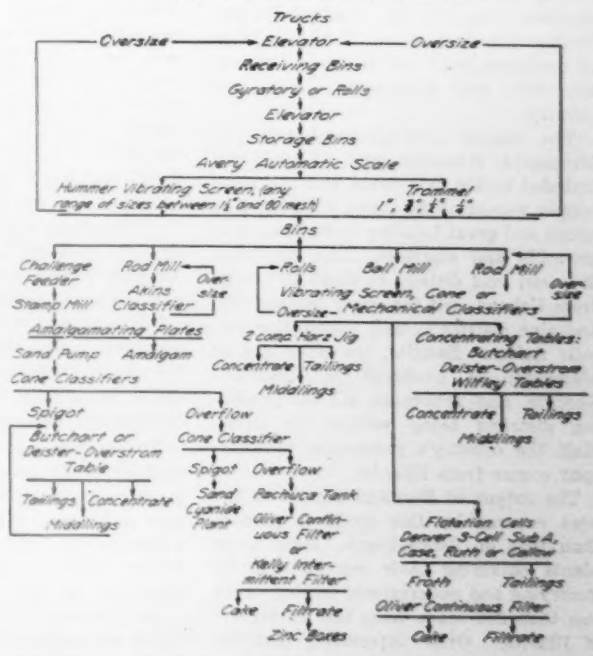 Trucks
Oversize Elevator Oversize
Receiving Bins
Gyratory or Rolls
Elevator
Storage Bins
Avery Automatic Scale
Hummer Vibrating Screen, (any
range of sizes between 1½" and 80 mesh)
Trommel
1", ¾", ½", ¼"
Bins
Challenge
Feeder
Stamp Mill
Rod Mill
Akins
Classifier
Over-
size
Amalgamating Plates
Sand Pump Amalgam
Cone Classifiers
Spigot Overflow
Butchart or
Deister-Overstrom
Table
Tailings Concentrate
Middlings
Cone Classifier
Spigot Overflow
Sand
Cyanide
Plant
Pachuca Tank
Oliver Contin-
uous Filter
or
Kelly Inter-
mittent Filter
Cake Filtrate
Zinc Boxes
Rolls Ball Mill Rod Mill
Over-
size
Vibrating Screen, Cone or
Oversize Mechanical Classifiers
2 comp. Harz Jig
Concentrate Tailings
Middlings
Concentrating Tables:
Butchart
Deister-Overstrom
Wilfley Tables
Concentrate Tailings
Middlings
Flotation Cells
Denver S-Cell Sub A,
Case, Ruth or Callow
Froth Tailings
Oliver Continuous Filter
Cake Filtrate